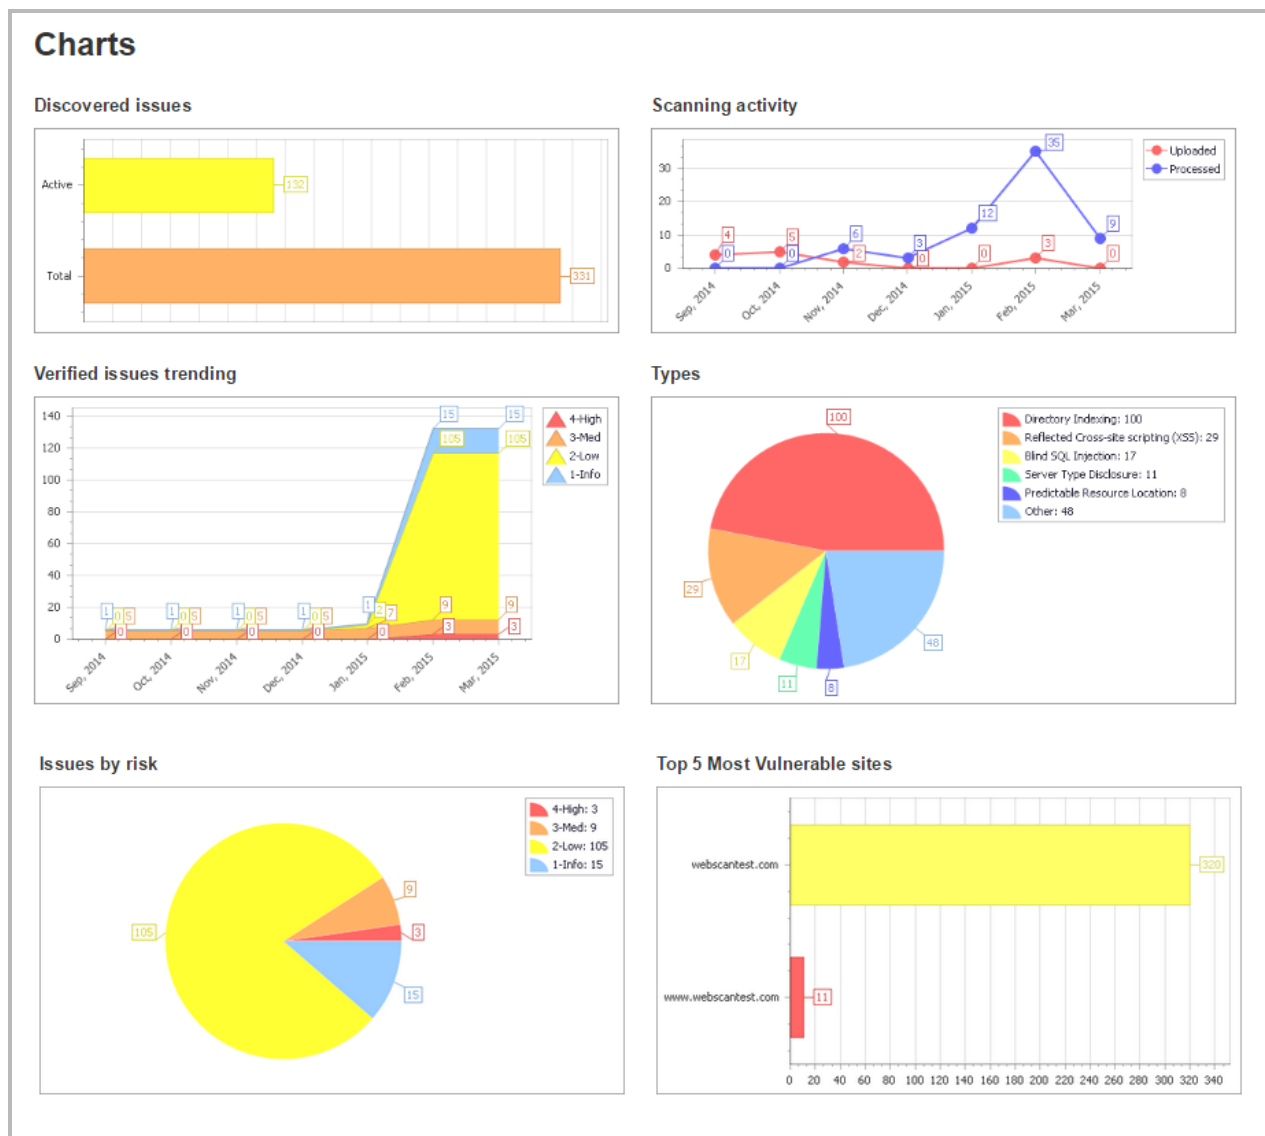 Charts
Discovered issues
Active
132
Total
331
Scanning activity
35
30
20
10
0
4
0
5
0
6
2
3
0
12
0
3
9
0
Sep, 2014
Oct, 2014
Nov, 2014
Dec, 2014
Jan, 2015
Feb, 2015
Mar, 2015
Uploaded
Processed
Verified issues trending
140
120
100
80
60
40
20
0
1
0
5
0
1
0
5
0
1
0
5
0
1
0
5
0
1
2
7
0
15
105
9
3
15
105
9
3
Sep, 2014
Oct, 2014
Nov, 2014
Dec, 2014
Jan, 2015
Feb, 2015
Mar, 2015
4-High
3-Med
2-Low
1-Info
Types
100
29
17
11
8
48
Directory Indexing: 100
Reflected Cross-site scripting (XSS): 29
Blind SQL Injection: 17
Server Type Disclosure: 11
Predictable Resource Location: 8
Other: 48
Issues by risk
105
9
3
15
4-High: 3
3-Med: 9
2-Low: 105
1-Info: 15
Top 5 Most Vulnerable sites
webscantest.com
320
www.webscantest.com
11
0 20 40 60 80 100 120 140 160 180 200 220 240 260 280 300 320 340